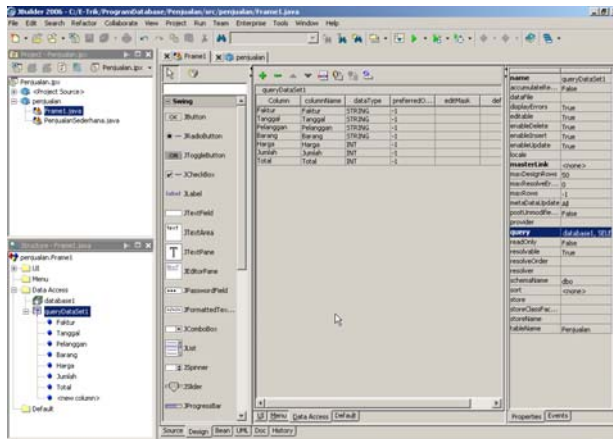 JBuilder 2006 - C:/E-Trik/ProgramDatabase/Penjualan/src/penjualan/Frame1.java
File Edit Search Refactor Collaborate View Project Run Team Enterprise Tools Window Help
Penjualan.jpx
Penjualan.jpx
<Project Source>
penjualan
Frame1.java
PenjualanSederhana.java
Frame1
penjualan
Swing
JButton
JRadioButton
JToggleButton
JCheckBox
JLabel
JTextField
JTextArea
JTextPane
JEditorPane
JPasswordField
JFormattedTex...
JComboBox
JList
JSpinner
JSlider
JProgressBar
queryDataSet1
Column columnName dataType preferredO... editMask def
Faktur Faktur STRING -1
Tanggal Tanggal STRING -1
Pelanggan Pelanggan STRING -1
Barang Barang STRING -1
Harga Harga INT -1
Jumlah Jumlah INT -1
Total Total INT -1
name queryDataSet1
accumulateRe... False
dataFile
displayErrors True
editable True
enableDelete True
enableInsert True
enableUpdate True
locale
masterLink <none>
maxDesignRows 50
maxResolveEr... 0
maxRows -1
metaDataUpdate all
postUnmodifie... False
provider
query database1, SELE
readOnly False
resolvable True
resolveOrder
resolver
schemaName dbo
sort <none>
store
storeClassFac...
storeName
tableName Penjualan
Structure - Frame1.java
penjualan.Frame1
UI
Menu
Data Access
database1
queryDataSet1
Faktur
Tanggal
Pelanggan
Barang
Harga
Jumlah
Total
<new column>
Default
UI Menu Data Access Default
Properties Events
Source Design Bean UML Doc History